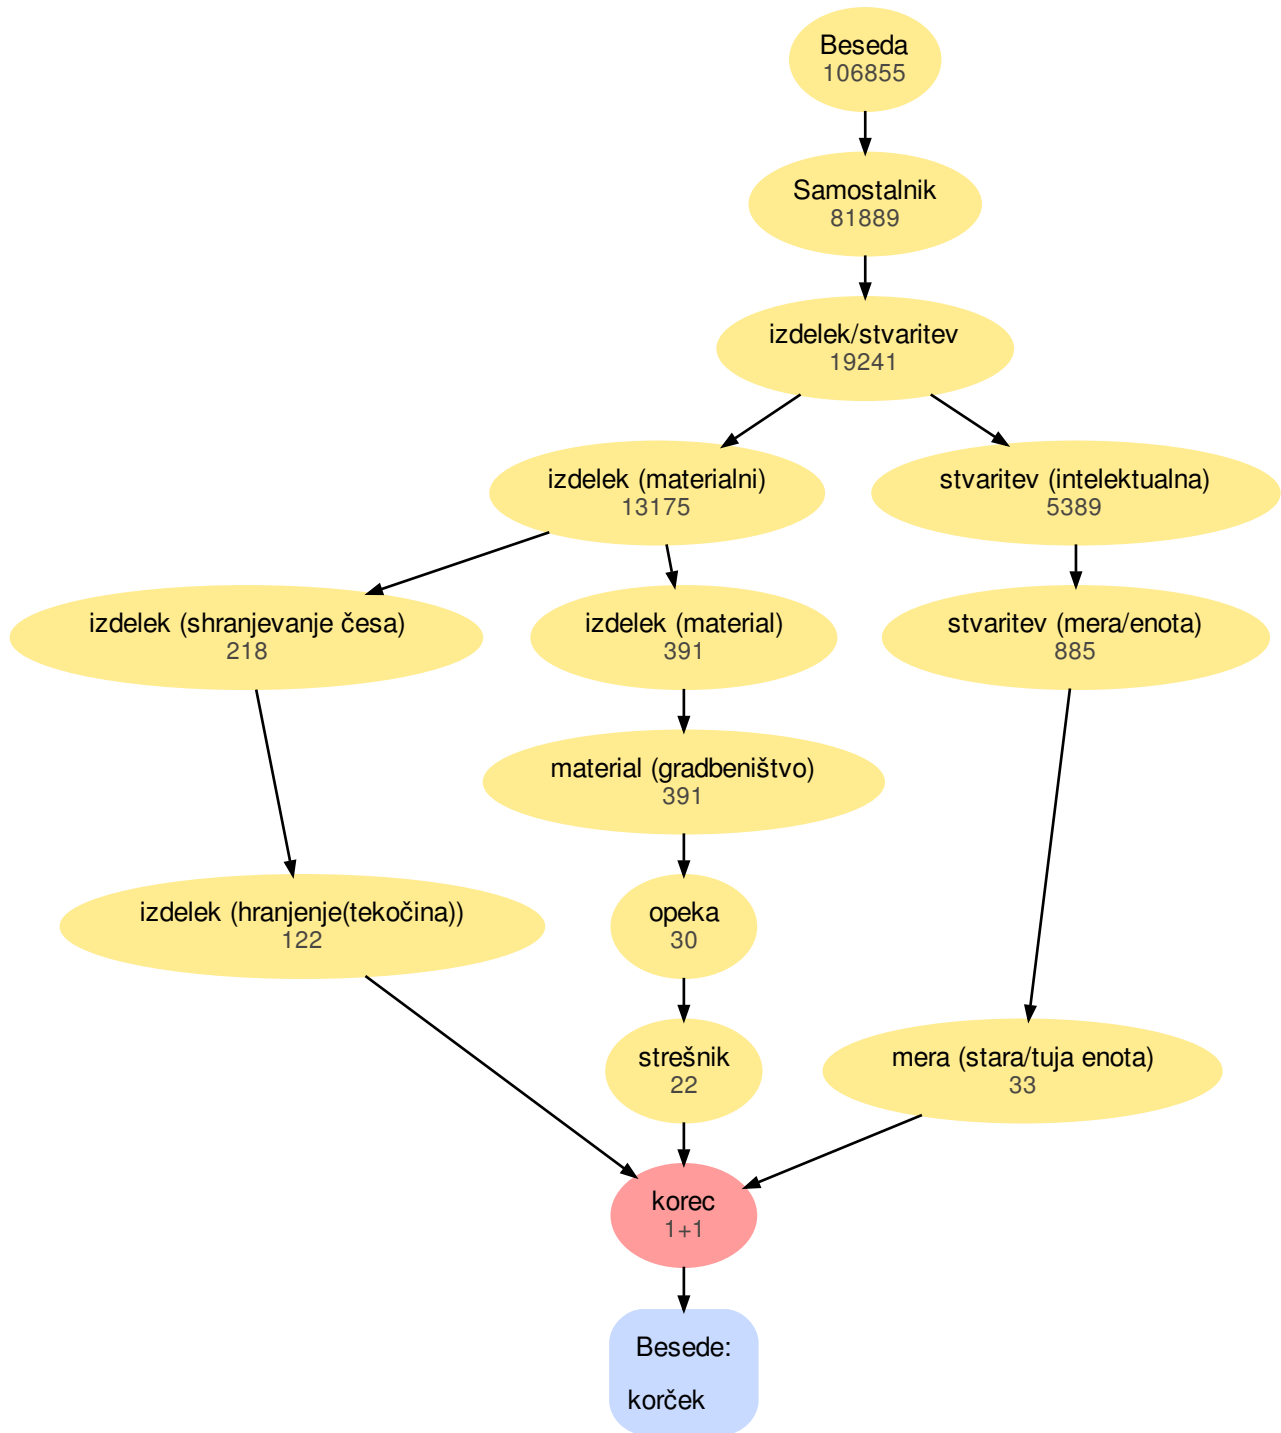 Beseda
106855
Samostalnik
81889
izdelek/stvaritev
19241
izdelek (materialni)
13175
stvaritev (intelektualna)
5389
izdelek (shranjevanje česa)
218
izdelek (material)
391
stvaritev (mera/enota)
885
material (gradbeništvo)
391
izdelek (hranjenje(tekočina))
122
opeka
30
strešnik
22
mera (stara/tuja enota)
33
korec
1+1
Besede:
korček